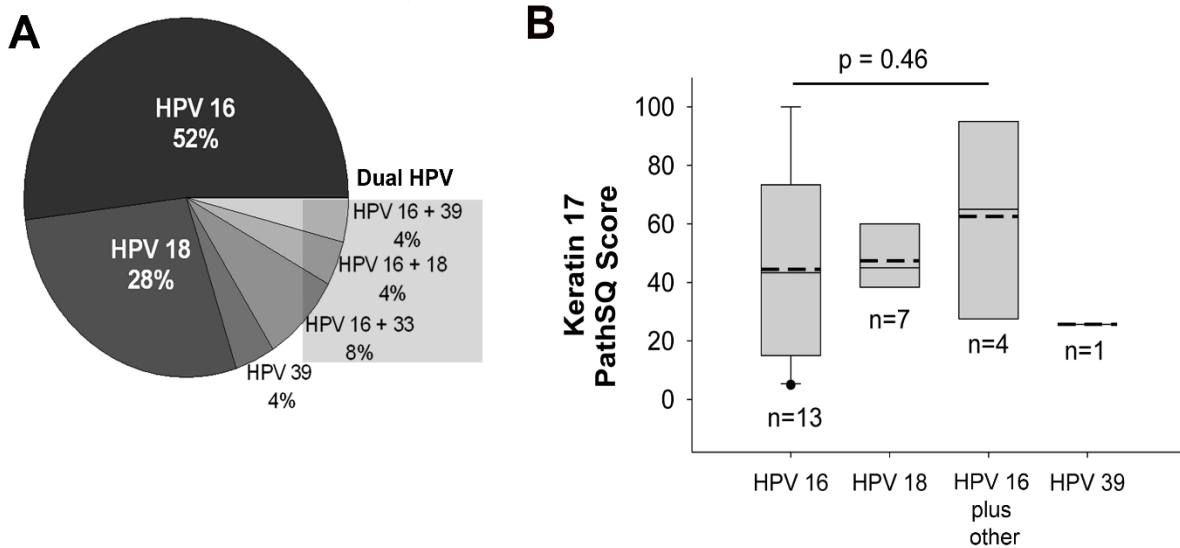 A
HPV 16
52%
HPV 18
28%
Dual HPV
HPV 16 + 39
4%
HPV 16 + 18
4%
HPV 16 + 33
8%
HPV 39
4%
B
p = 0.46
Keratin 17
PathSQ Score
100
80
60
40
20
0
n=13
n=7
n=4
n=1
HPV 16
HPV 18
HPV 16
plus
other
HPV 39